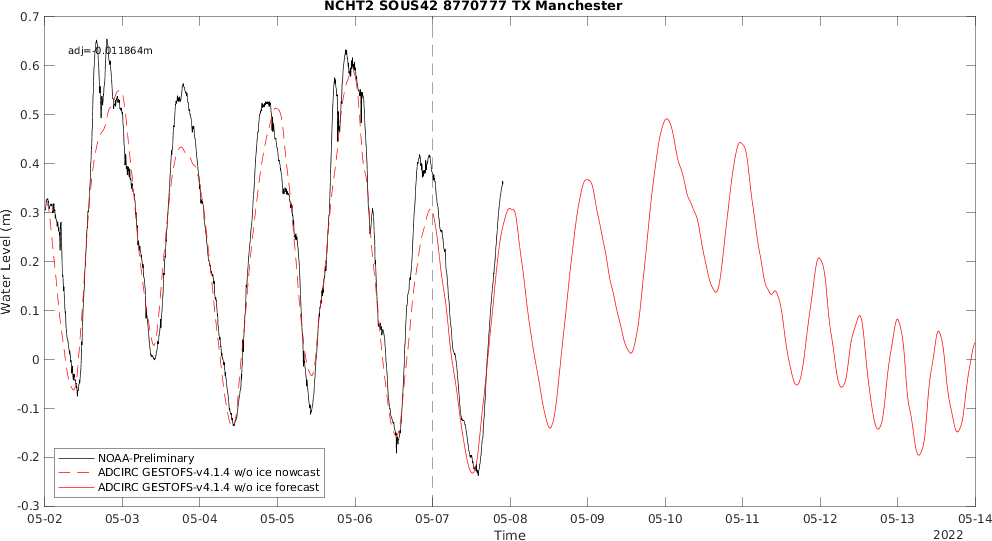 NCHT2 SOUS42 8770777 TX Manchester
adj=-0.011864m
Water Level (m)
0.7
0.6
0.5
0.4
0.3
0.2
0.1
0
-0.1
-0.2
-0.3
NOAA-Preliminary
ADCIRC GESTOFS-v4.1.4 w/o ice nowcast
ADCIRC GESTOFS-v4.1.4 w/o ice forecast
05-02 05-03 05-04 05-05 05-06 05-07 05-08 05-09 05-10 05-11 05-12 05-13 05-14
Time
2022